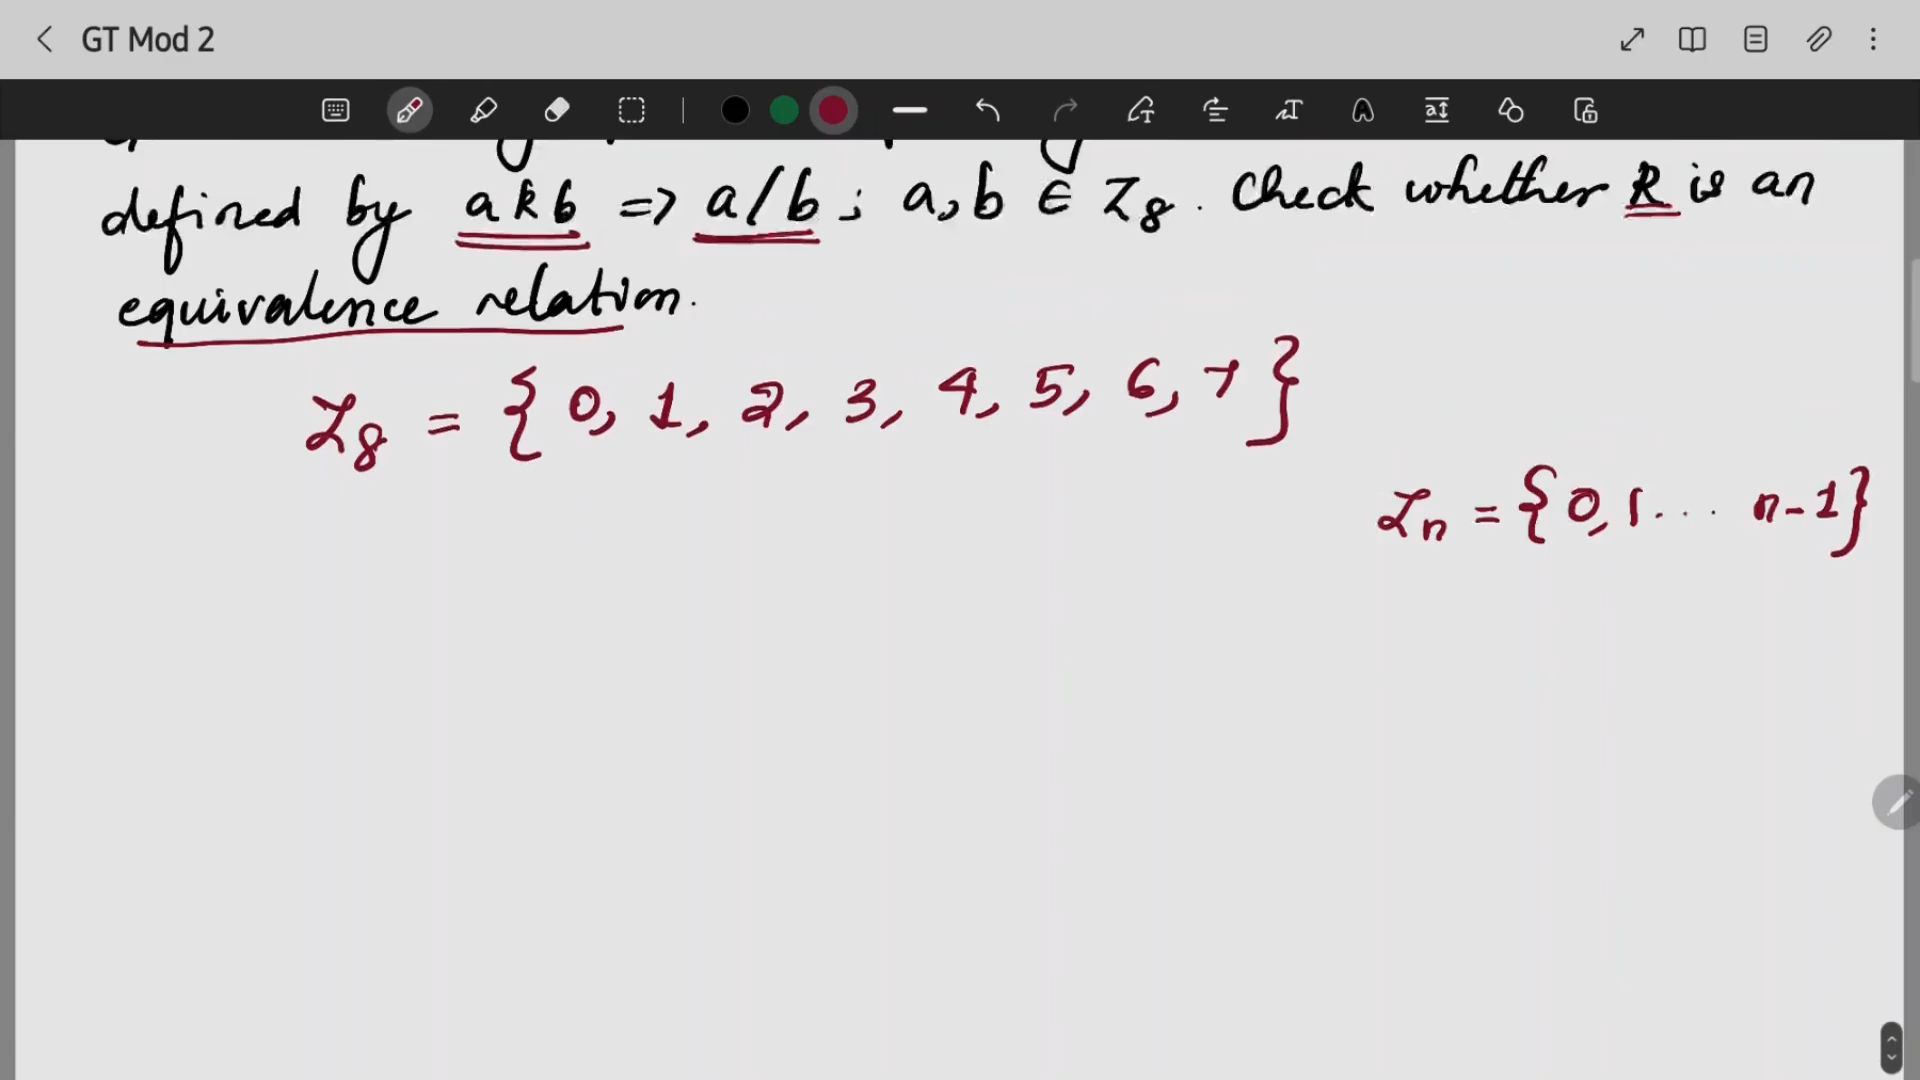 GT Mod 2
defined by a R b => a/b ; a, b ∈ Z8. Check whether R is an
equivalence relation.
Z8 = { 0, 1, 2, 3, 4, 5, 6, 7 }
Zn = {0, 1 . . . n-1}